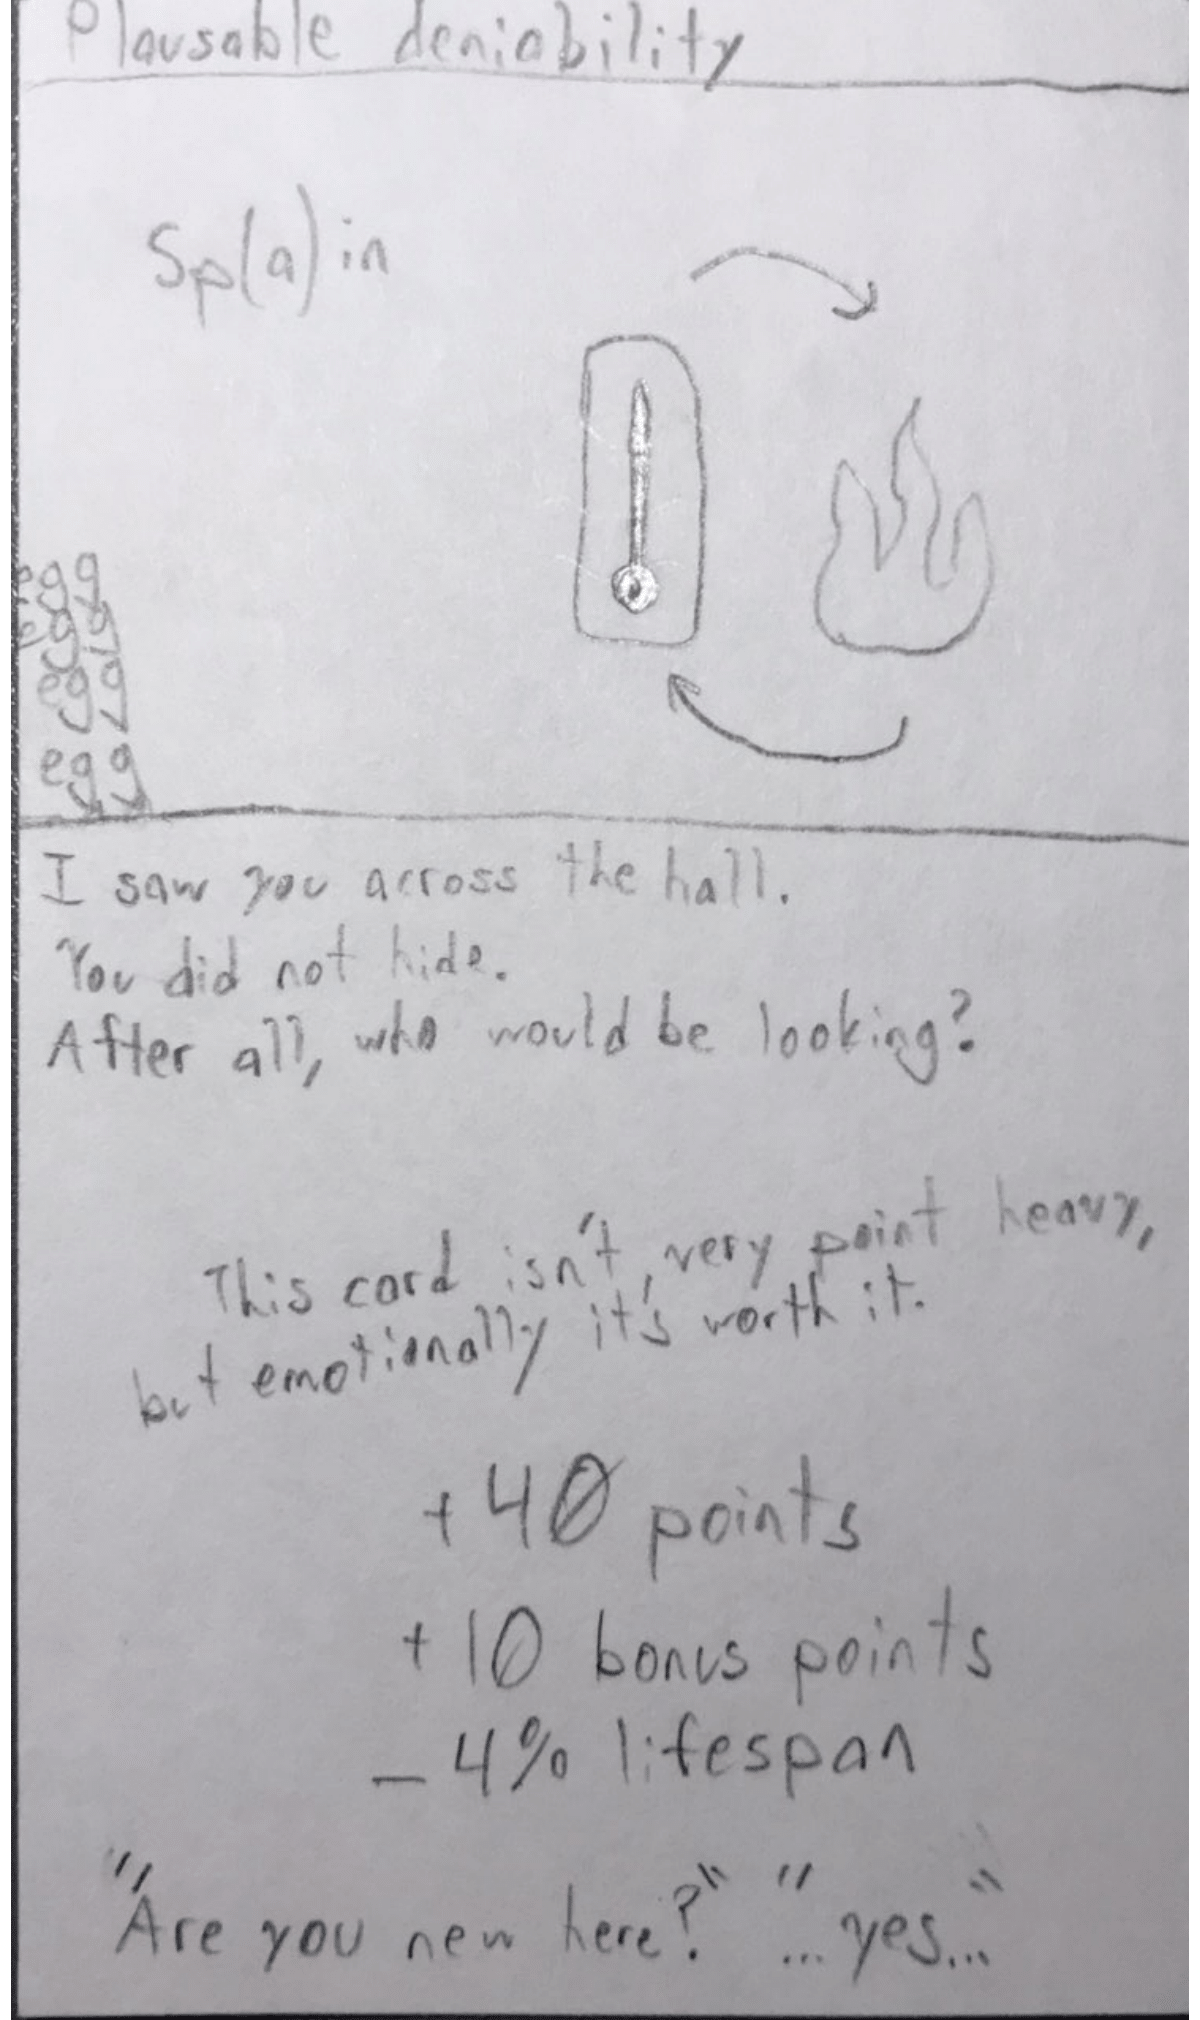 Plausable deniability
Sp(a)in
egg
egg
egg
egg
I saw you across the hall.
You did not hide.
After all, who would be looking?
This card isn't very point heavy,
but emotionally it's worth it.
+40 points
+10 bonus points
-4% lifespan
"Are you new here?" "...yes..."